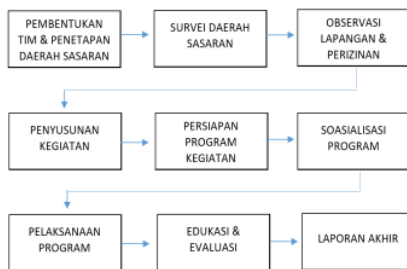 PEMBENTUKAN
TIM & PENETAPAN
DAERAH SASARAN
SURVEI DAERAH
SASARAN
OBSERVASI
LAPANGAN &
PERIZINAN
PENYUSUNAN
KEGIATAN
PERSIAPAN
PROGRAM
KEGIATAN
SOASIALISASI
PROGRAM
PELAKSANAAN
PROGRAM
EDUKASI &
EVALUASI
LAPORAN AKHIR